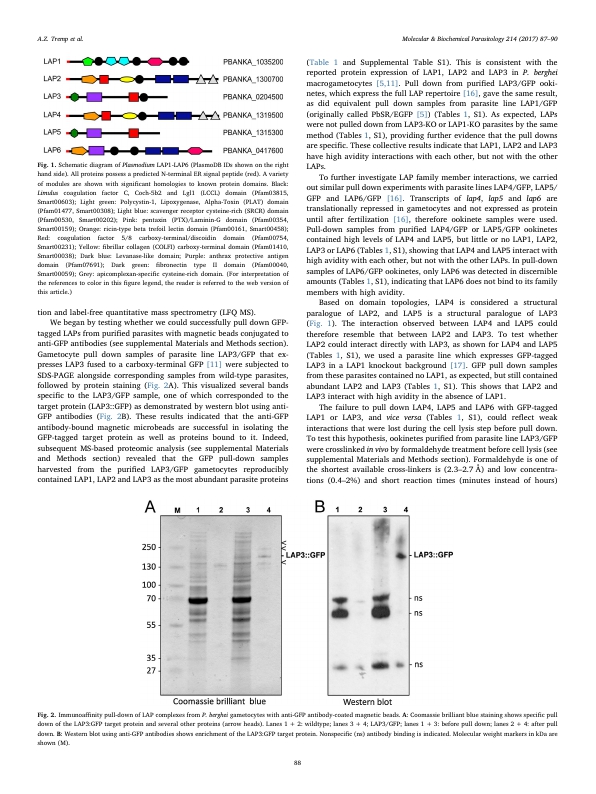 A.Z. Tremp et al.
Molecular & Biochemical Parasitology 214 (2017) 87–90
LAP1
PBANKA_1035200
LAP2
PBANKA_1300700
LAP3
PBANKA_0204500
LAP4
PBANKA_1319500
LAP5
PBANKA_1315300
LAP6
PBANKA_0417600
Fig. 1. Schematic diagram of Plasmodium LAP1-LAP6 (PlasmoDB IDs shown on the right
hand side). All proteins possess a predicted N-terminal ER signal peptide (red). A variety
of modules are shown with significant homologies to known protein domains. Black:
Limulus coagulation factor C, Coch-5b2 and Lgl1 (LCCL) domain (Pfam03815,
Smart00603); Light green: Polycystin-1, Lipoxygenase, Alpha-Toxin (PLAT) domain
(Pfam01477, Smart00308); Light blue: scavenger receptor cysteine-rich (SRCR) domain
(Pfam00530, Smart00202); Pink: pentaxin (PTX)/Laminin-G domain (Pfam00354,
Smart00159); Orange: ricin-type beta trefoil lectin domain (Pfam00161, Smart00458);
Red: coagulation factor 5/8 carboxy-terminal/discoidin domain (Pfam00754,
Smart00231); Yellow: fibrillar collagen (COLFI) carboxy-terminal domain (Pfam01410,
Smart00038); Dark blue: Levanase-like domain; Purple: anthrax protective antigen
domain (Pfam07691); Dark green: fibronectin type II domain (Pfam00040,
Smart00059); Grey: apicomplexan-specific cysteine-rich domain. (For interpretation of
the references to color in this figure legend, the reader is referred to the web version of
this article.)
tion and label-free quantitative mass spectrometry (LFQ MS).
We began by testing whether we could successfully pull down GFP-
tagged LAPs from purified parasites with magnetic beads conjugated to
anti-GFP antibodies (see supplemental Materials and Methods section).
Gametocyte pull down samples of parasite line LAP3/GFP that ex-
presses LAP3 fused to a carboxy-terminal GFP [11] were subjected to
SDS-PAGE alongside corresponding samples from wild-type parasites,
followed by protein staining (Fig. 2A). This visualized several bands
specific to the LAP3/GFP sample, one of which corresponded to the
target protein (LAP3::GFP) as demonstrated by western blot using anti-
GFP antibodies (Fig. 2B). These results indicated that the anti-GFP
antibody-bound magnetic microbeads are successful in isolating the
GFP-tagged target protein as well as proteins bound to it. Indeed,
subsequent MS-based proteomic analysis (see supplemental Materials
and Methods section) revealed that the GFP pull-down samples
harvested from the purified LAP3/GFP gametocytes reproducibly
contained LAP1, LAP2 and LAP3 as the most abundant parasite proteins
(Table 1 and Supplemental Table S1). This is consistent with the
reported protein expression of LAP1, LAP2 and LAP3 in P. berghei
macrogametocytes [5,11]. Pull down from purified LAP3/GFP ooki-
netes, which express the full LAP repertoire [16], gave the same result,
as did equivalent pull down samples from parasite line LAP1/GFP
(originally called PbSR/EGFP [5]) (Tables 1, S1). As expected, LAPs
were not pulled down from LAP3-KO or LAP1-KO parasites by the same
method (Tables 1, S1), providing further evidence that the pull downs
are specific. These collective results indicate that LAP1, LAP2 and LAP3
have high avidity interactions with each other, but not with the other
LAPs.
To further investigate LAP family member interactions, we carried
out similar pull down experiments with parasite lines LAP4/GFP, LAP5/
GFP and LAP6/GFP [16]. Transcripts of lap4, lap5 and lap6 are
translationally repressed in gametocytes and not expressed as protein
until after fertilization [16], therefore ookinete samples were used.
Pull-down samples from purified LAP4/GFP or LAP5/GFP ookinetes
contained high levels of LAP4 and LAP5, but little or no LAP1, LAP2,
LAP3 or LAP6 (Tables 1, S1), showing that LAP4 and LAP5 interact with
high avidity with each other, but not with the other LAPs. In pull-down
samples of LAP6/GFP ookinetes, only LAP6 was detected in discernible
amounts (Tables 1, S1), indicating that LAP6 does not bind to its family
members with high avidity.
Based on domain topologies, LAP4 is considered a structural
paralogue of LAP2, and LAP5 is a structural paralogue of LAP3
(Fig. 1). The interaction observed between LAP4 and LAP5 could
therefore resemble that between LAP2 and LAP3. To test whether
LAP2 could interact directly with LAP3, as shown for LAP4 and LAP5
(Tables 1, S1), we used a parasite line which expresses GFP-tagged
LAP3 in a LAP1 knockout background [17]. GFP pull down samples
from these parasites contained no LAP1, as expected, but still contained
abundant LAP2 and LAP3 (Tables 1, S1). This shows that LAP2 and
LAP3 interact with high avidity in the absence of LAP1.
The failure to pull down LAP4, LAP5 and LAP6 with GFP-tagged
LAP1 or LAP3, and vice versa (Tables 1, S1), could reflect weak
interactions that were lost during the cell lysis step before pull down.
To test this hypothesis, ookinetes purified from parasite line LAP3/GFP
were crosslinked in vivo by formaldehyde treatment before cell lysis (see
supplemental Materials and Methods section). Formaldehyde is one of
the shortest available cross-linkers is (2.3–2.7 Å) and low concentra-
tions (0.4–2%) and short reaction times (minutes instead of hours)
A
M 1 2 3 4
250
130
100
70
55
35
27
LAP3::GFP
Coomassie brilliant blue
B
1 2 3 4
LAP3::GFP
ns
ns
ns
Western blot
Fig. 2. Immunoaffinity pull-down of LAP complexes from P. berghei gametocytes with anti-GFP antibody-coated magnetic beads. A: Coomassie brilliant blue staining shows specific pull
down of the LAP3:GFP target protein and several other proteins (arrow heads). Lanes 1 + 2: wildtype; lanes 3 + 4: LAP3/GFP; lanes 1 + 3: before pull down; lanes 2 + 4: after pull
down. B: Western blot using anti-GFP antibodies shows enrichment of the LAP3:GFP target protein. Nonspecific (ns) antibody binding is indicated. Molecular weight markers in kDa are
shown (M).
88